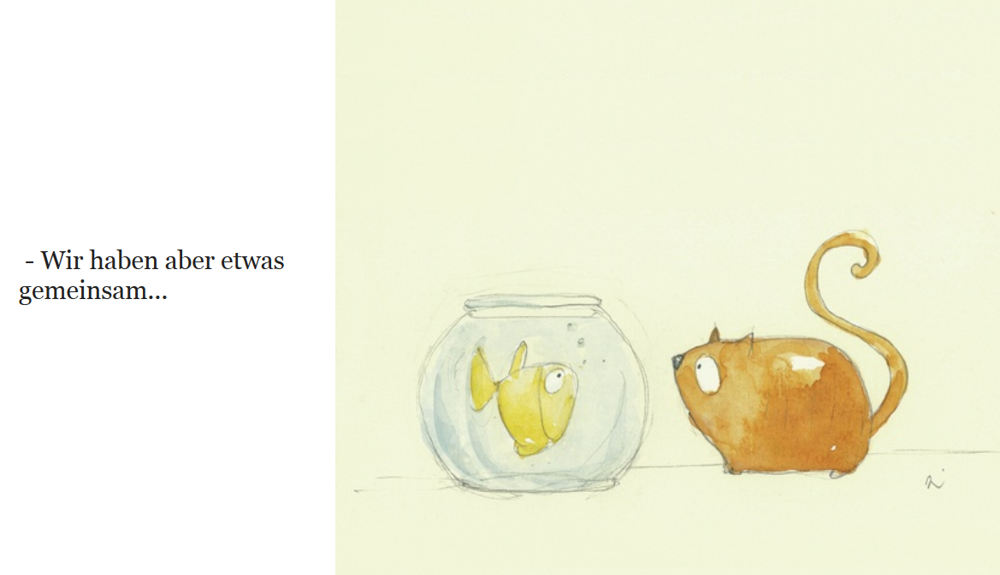 - Wir haben aber etwas
gemeinsam...